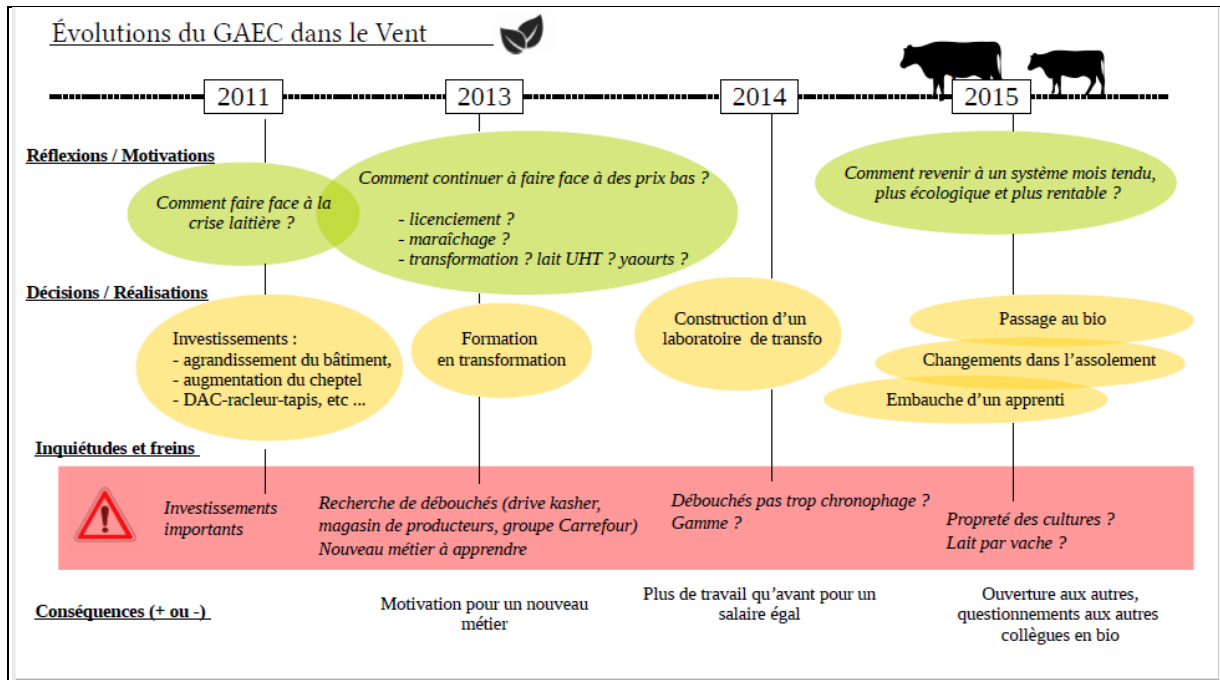 Évolutions du GAEC dans le Vent
2011
2013
2014
2015
Réflexions / Motivations
Comment faire face à la
crise laitière ?
Comment continuer à faire face à des prix bas ?
- licenciement ?
- maraîchage ?
- transformation ? lait UHT ? yaourts ?
Comment revenir à un système mois tendu,
plus écologique et plus rentable ?
Décisions / Réalisations
Investissements :
- agrandissement du bâtiment,
- augmentation du cheptel
- DAC-racleur-tapis, etc ...
Formation
en transformation
Construction d’un
laboratoire de transfo
Passage au bio
Changements dans l’assolement
Embauche d’un apprenti
Inquiétudes et freins
Investissements
importants
Recherche de débouchés (drive kasher,
magasin de producteurs, groupe Carrefour)
Nouveau métier à apprendre
Débouchés pas trop chronophage ?
Gamme ?
Propreté des cultures ?
Lait par vache ?
Conséquences (+ ou -)
Motivation pour un nouveau
métier
Plus de travail qu’avant pour un
salaire égal
Ouverture aux autres,
questionnements aux autres
collègues en bio